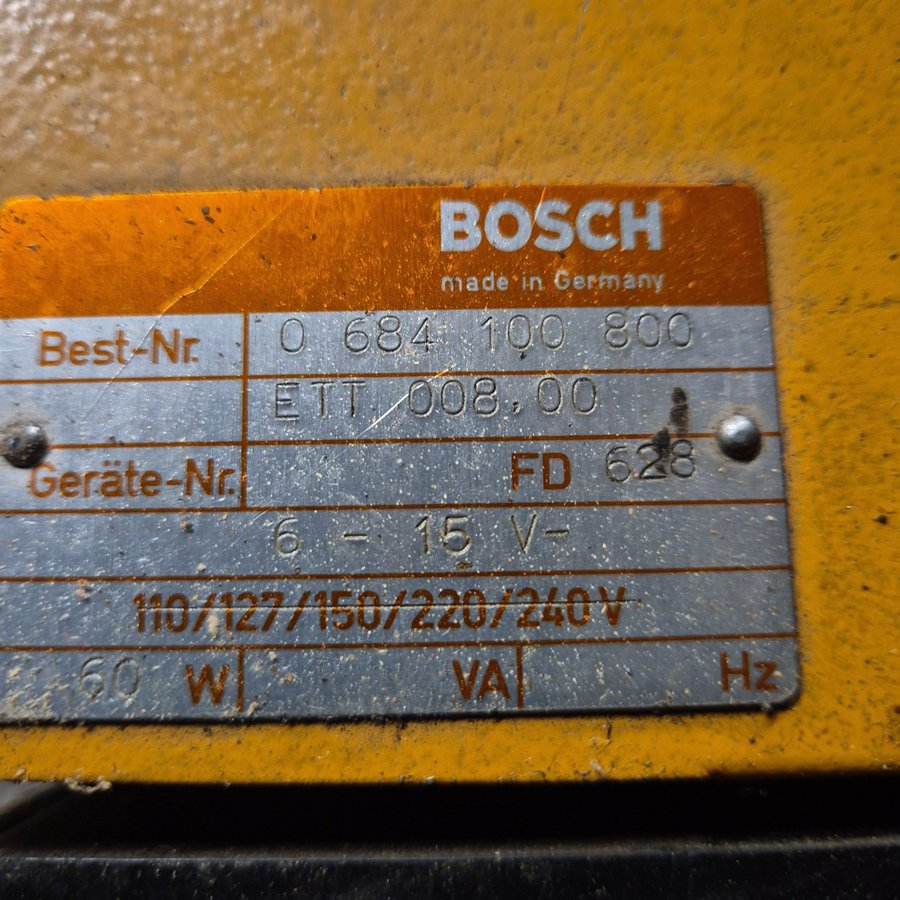 BOSCH
made in Germany
Best-Nr. 0 684 100 800
ETT 008,00
Geräte-Nr. FD 628
6 - 15 V-
110/127/150/220/240 V
60 W VA Hz